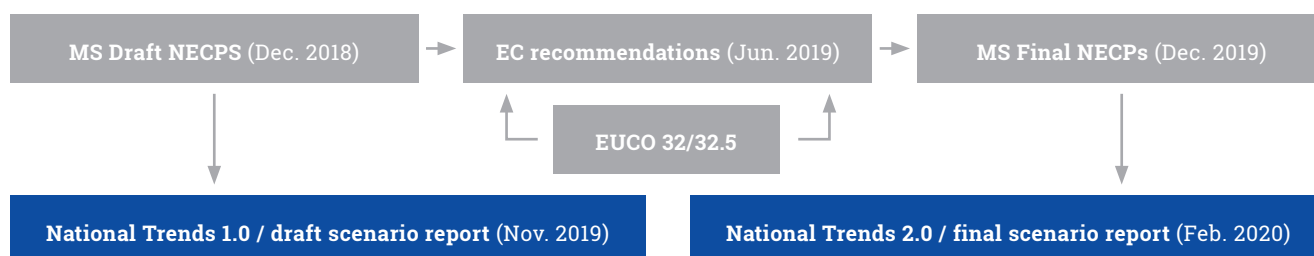 MS Draft NECPS (Dec. 2018)
EC recommendations (Jun. 2019)
MS Final NECPs (Dec. 2019)
EUCO 32/32.5
National Trends 1.0 / draft scenario report (Nov. 2019)
National Trends 2.0 / final scenario report (Feb. 2020)